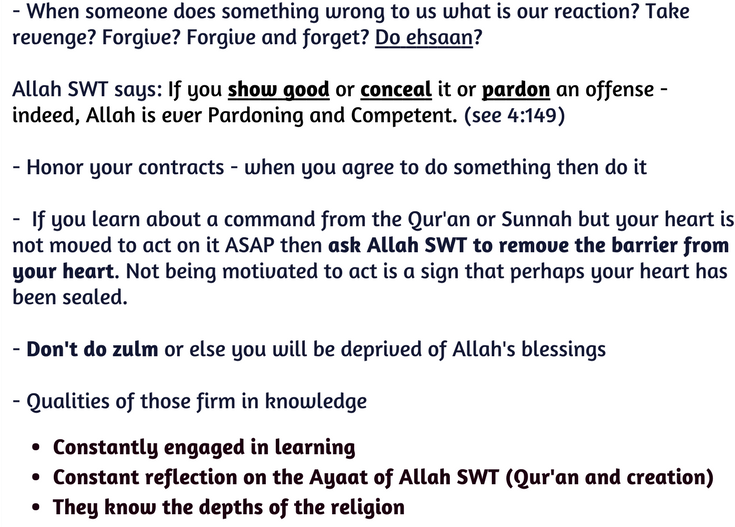 - When someone does something wrong to us what is our reaction? Take
revenge? Forgive? Forgive and forget? Do ehsaan?
Allah SWT says: If you show good or conceal it or pardon an offense -
indeed, Allah is ever Pardoning and Competent. (see 4:149)
- Honor your contracts - when you agree to do something then do it
- If you learn about a command from the Qur'an or Sunnah but your heart is
not moved to act on it ASAP then ask Allah SWT to remove the barrier from
your heart. Not being motivated to act is a sign that perhaps your heart has
been sealed.
- Don't do zulm or else you will be deprived of Allah's blessings
- Qualities of those firm in knowledge
• Constantly engaged in learning
• Constant reflection on the Ayaat of Allah SWT (Qur'an and creation)
• They know the depths of the religion